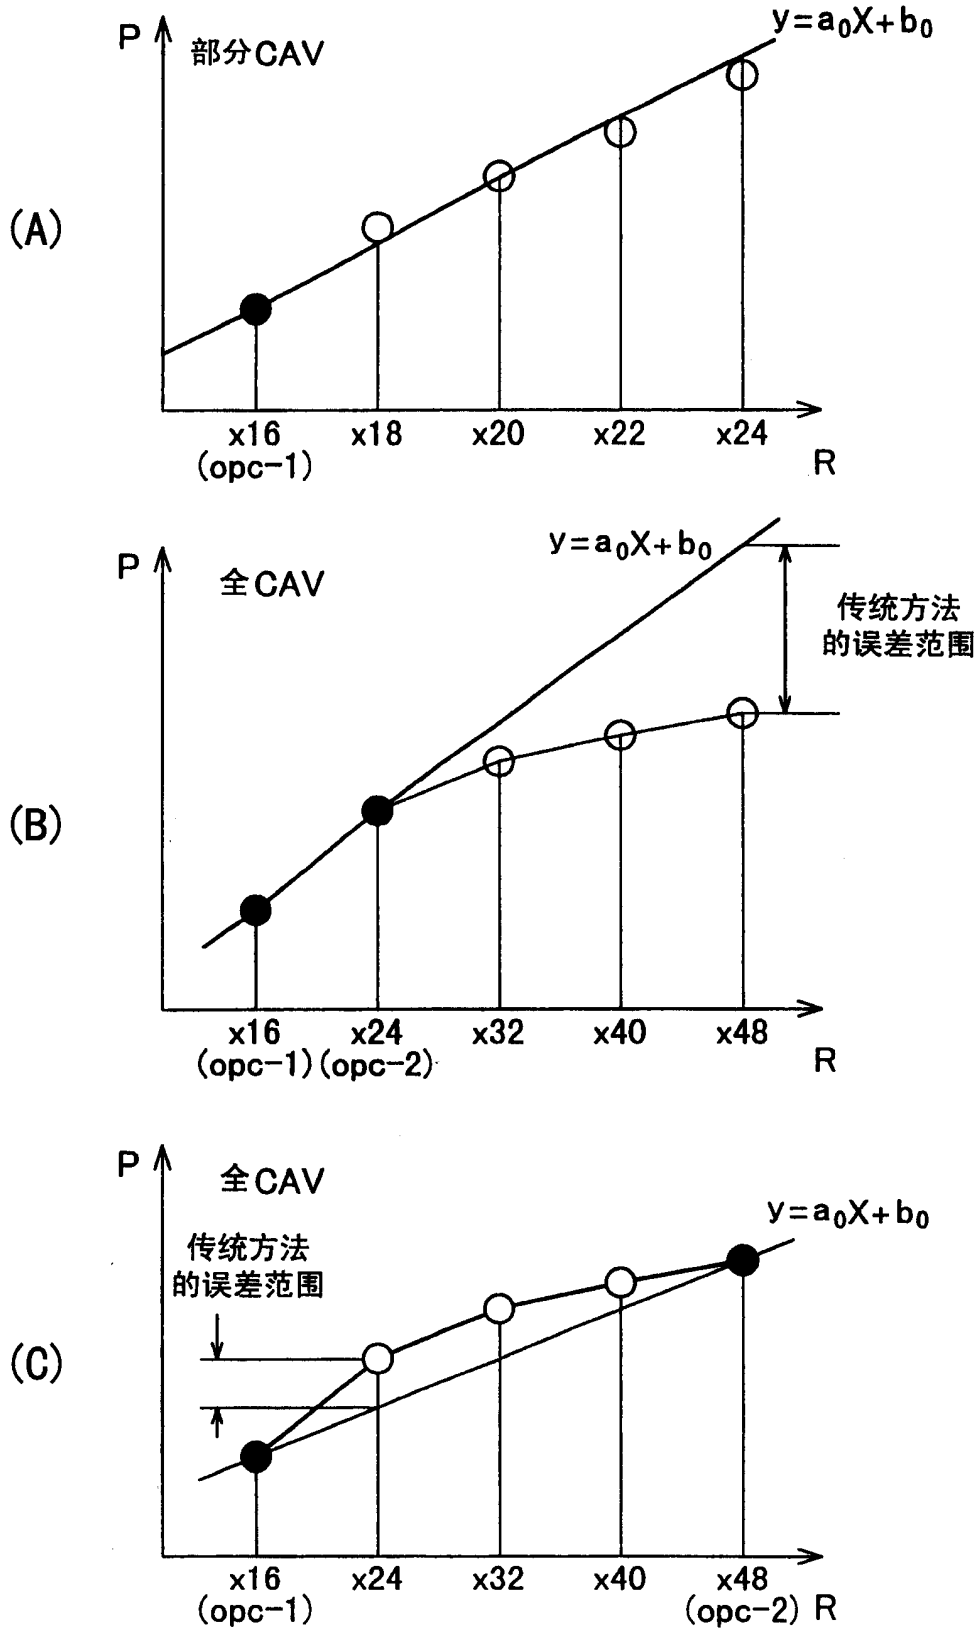 y=a₀X+b₀
P
部分CAV
(A)
x16
x18
x20
x22
x24
(opc-1)
R
y=a₀X+b₀
P
全CAV
传统方法
的误差范围
(B)
x16
x24
x32
x40
x48
(opc-1)
(opc-2)
R
P
全CAV
y=a₀X+b₀
传统方法
的误差范围
(C)
x16
x24
x32
x40
x48
(opc-1)
(opc-2)
R